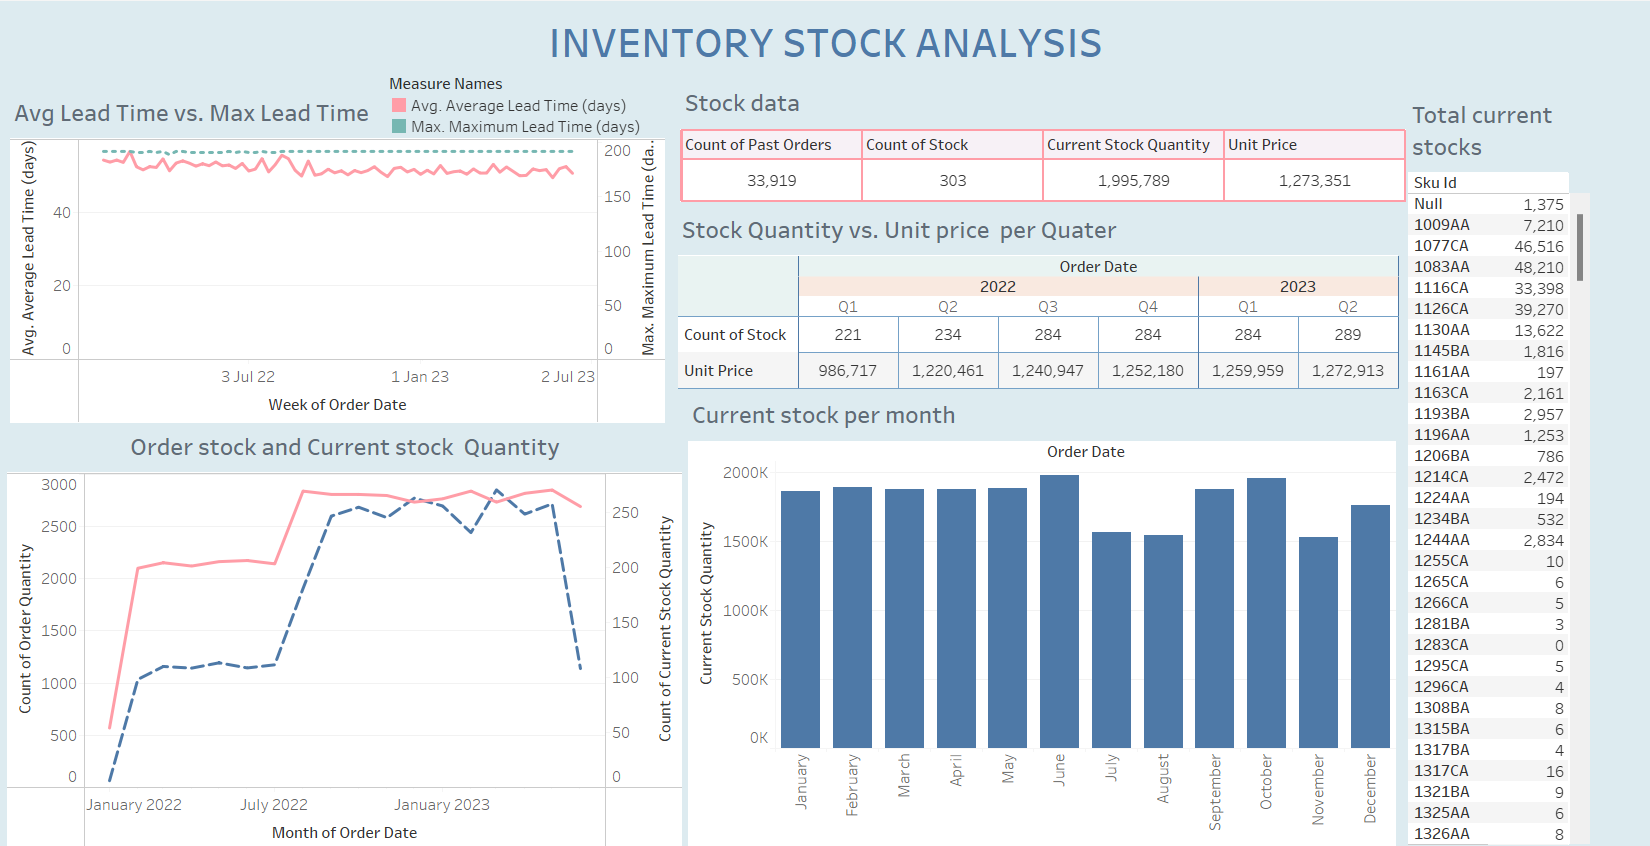 INVENTORY STOCK ANALYSIS
Measure Names
Avg. Average Lead Time (days)
Max. Maximum Lead Time (days)
Avg Lead Time vs. Max Lead Time
Avg. Average Lead Time (days)
40
20
0
200
150
100
50
0
Max. Maximum Lead Time (da..
3 Jul 22 1 Jan 23 2 Jul 23
Week of Order Date
Order stock and Current stock Quantity
Count of Order Quantity
3000
2500
2000
1500
1000
500
0
250
200
150
100
50
0
Count of Current Stock Quantity
January 2022 July 2022 January 2023
Month of Order Date
Stock data
Count of Past Orders Count of Stock Current Stock Quantity Unit Price
33,919 303 1,995,789 1,273,351
Stock Quantity vs. Unit price per Quater
Order Date
2022 2023
Q1 Q2 Q3 Q4 Q1 Q2
Count of Stock 221 234 284 284 284 289
Unit Price 986,717 1,220,461 1,240,947 1,252,180 1,259,959 1,272,913
Current stock per month
Order Date
Current Stock Quantity
2000K
1500K
1000K
500K
0K
January February March April May June July August September October November December
Total current
stocks
Sku Id
Null 1,375
1009AA 7,210
1077CA 46,516
1083AA 48,210
1116CA 33,398
1126CA 39,270
1130AA 13,622
1145BA 1,816
1161AA 197
1163CA 2,161
1193BA 2,957
1196AA 1,253
1206BA 786
1214CA 2,472
1224AA 194
1234BA 532
1244AA 2,834
1255CA 10
1265CA 6
1266CA 5
1281BA 3
1283CA 0
1295CA 5
1296CA 4
1308BA 8
1315BA 6
1317BA 4
1317CA 16
1321BA 9
1325AA 6
1326AA 8